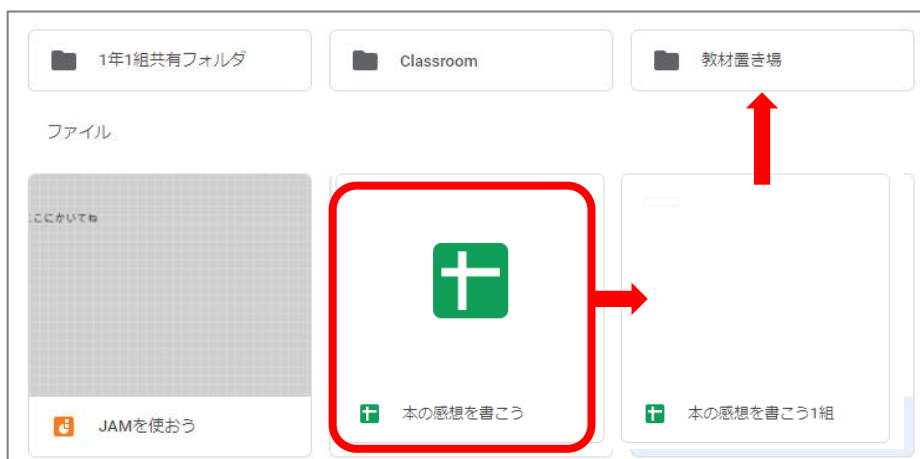 1年1組共有フォルダ
Classroom
教材置き場
ファイル
ここにかいてね
JAMを使おう
本の感想を書こう
本の感想を書こう1組